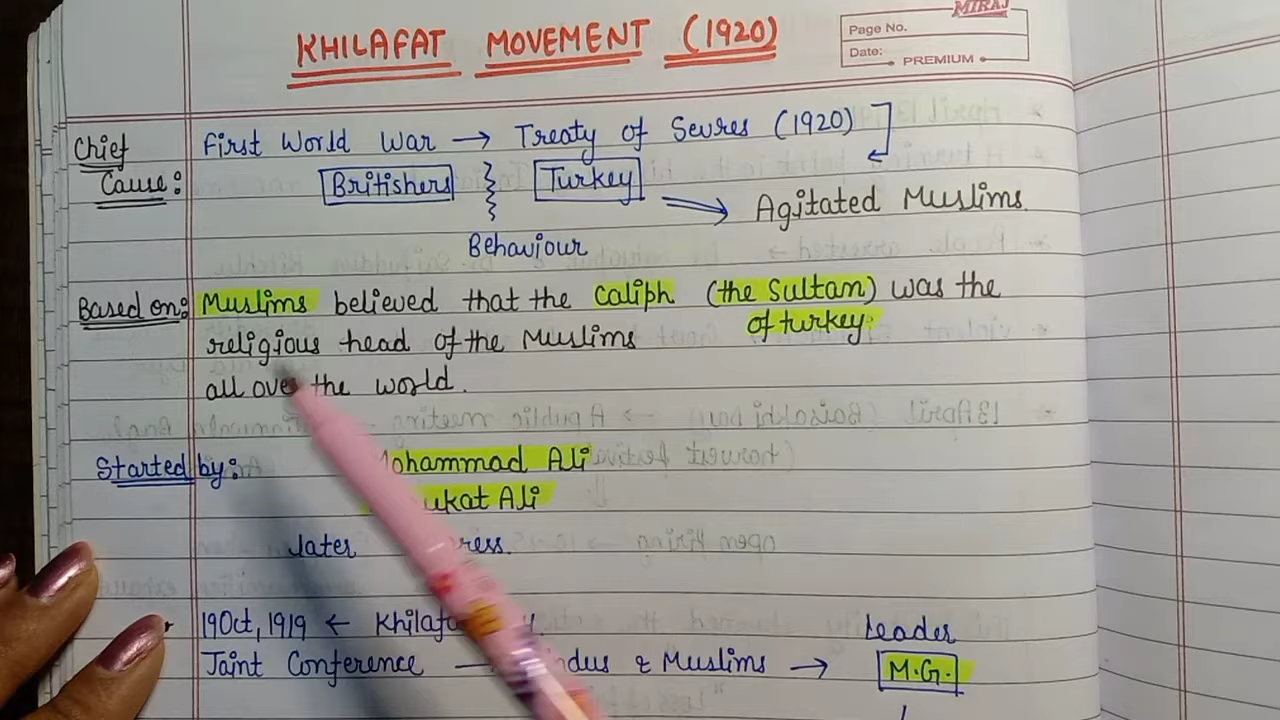 KHILAFAT MOVEMENT (1920)
MIRAJ
Page No.
Date:
PREMIUM
Chief Cause: First World War → Treaty of Sevres (1920)
Britishers Turkey
Behaviour
⇒ Agitated Muslims
Based on: Muslims believed that the Caliph (the Sultan) was the
of turkey
religious head of the Muslims
all over the world.
Started by: Mohammad Ali
ukat Ali
later ress.
19 Oct, 1919 ← Khilafa
Joint Conference — ndus & Muslims →
Leader
M.G.